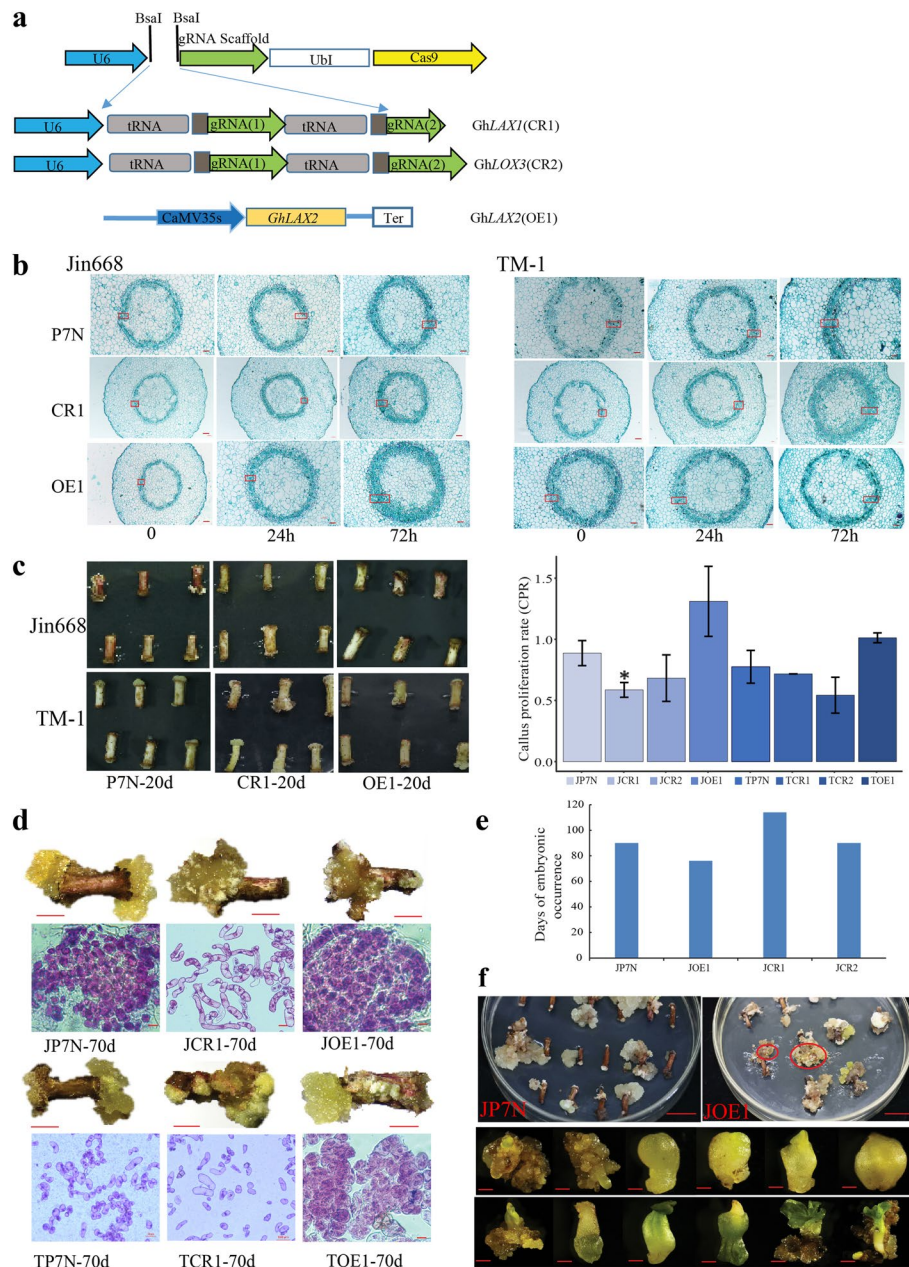 a
BsaI BsaI
gRNA Scaffold
U6 UbI Cas9
U6 tRNA gRNA(1) tRNA gRNA(2 GhLAX1(CR1)
U6 tRNA gRNA(1) tRNA gRNA(2) GhLOX3(CR2)
CaMV35s GhLAX2 Ter GhLAX2(OE1)
b
Jin668 TM-1
P7N
CR1
OE1
0 24h 72h 0 24h 72h
c
Jin668
TM-1
P7N-20d CR1-20d OE1-20d
Callus proliferation rate (CPR)
1.5
1.0
0.5
0.0
*
JP7N JCR1 JCR2 JOE1 TP7N TCR1 TCR2 TOE1
d
JP7N-70d JCR1-70d JOE1-70d
TP7N-70d TCR1-70d TOE1-70d
e
Days of embryonic
occurrence
120
100
80
60
40
20
0
JP7N JOE1 JCR1 JCR2
f
JP7N JOE1